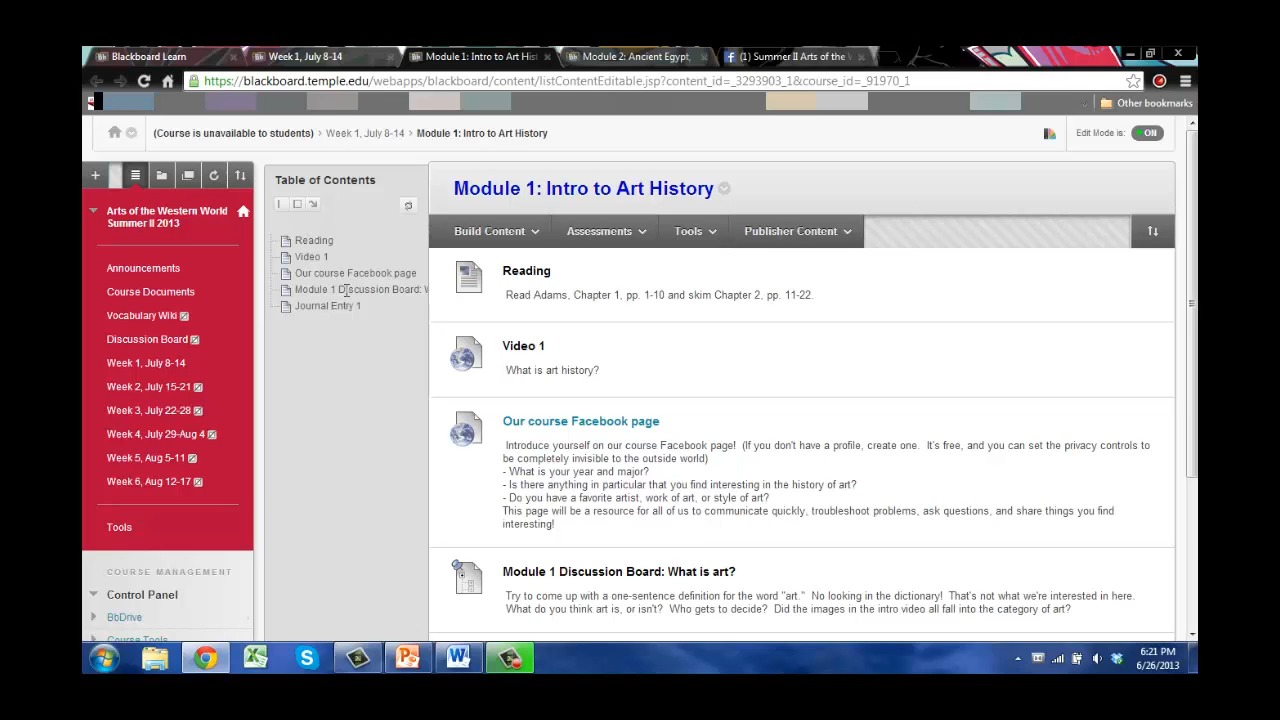 Blackboard Learn
Week 1, July 8-14
Module 1: Intro to Art Hist
Module 2: Ancient Egypt,
(1) Summer II Arts of the
https://blackboard.temple.edu/webapps/blackboard/content/listContentEditable.jsp?content_id=_3293903_1&course_id=_91970_1
Other bookmarks
(Course is unavailable to students) > Week 1, July 8-14 > Module 1: Intro to Art History
Edit Mode is: ON
Table of Contents
Reading
Video 1
Our course Facebook page
Module 1 Discussion Board: W
Journal Entry 1
Arts of the Western World
Summer II 2013
Announcements
Course Documents
Vocabulary Wiki
Discussion Board
Week 1, July 8-14
Week 2, July 15-21
Week 3, July 22-28
Week 4, July 29-Aug 4
Week 5, Aug 5-11
Week 6, Aug 12-17
Tools
COURSE MANAGEMENT
Control Panel
BbDrive
Course Tools
Module 1: Intro to Art History
Build Content
Assessments
Tools
Publisher Content
Reading
Read Adams, Chapter 1, pp. 1-10 and skim Chapter 2, pp. 11-22.
Video 1
What is art history?
Our course Facebook page
Introduce yourself on our course Facebook page! (If you don't have a profile, create one. It's free, and you can set the privacy controls to
be completely invisible to the outside world)
- What is your year and major?
- Is there anything in particular that you find interesting in the history of art?
- Do you have a favorite artist, work of art, or style of art?
This page will be a resource for all of us to communicate quickly, troubleshoot problems, ask questions, and share things you find
interesting!
Module 1 Discussion Board: What is art?
Try to come up with a one-sentence definition for the word "art." No looking in the dictionary! That's not what we're interested in here.
What do you think art is, or isn't? Who gets to decide? Did the images in the intro video all fall into the category of art?
6:21 PM
6/26/2013